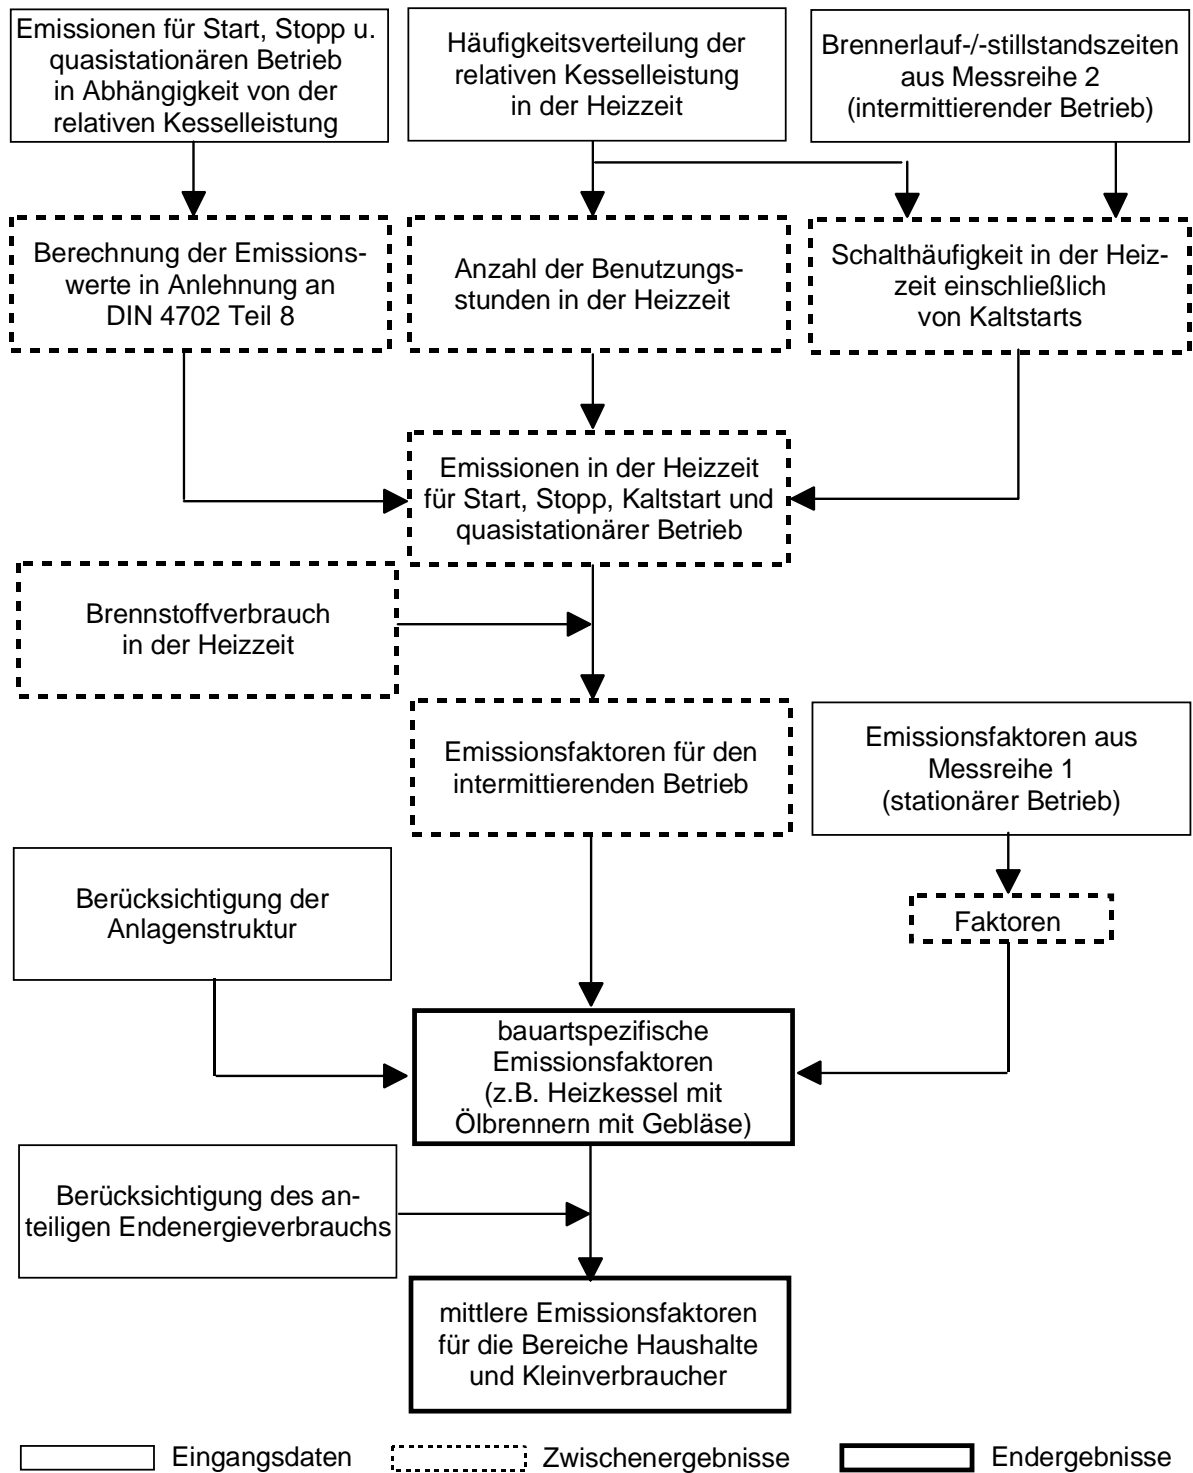 Emissionen für Start, Stopp u.
quasistationären Betrieb
in Abhängigkeit von der
relativen Kesselleistung
Häufigkeitsverteilung der
relativen Kesselleistung
in der Heizzeit
Brennerlauf-/-stillstandszeiten
aus Messreihe 2
(intermittierender Betrieb)
Berechnung der Emissions-
werte in Anlehnung an
DIN 4702 Teil 8
Anzahl der Benutzungs-
stunden in der Heizzeit
Schalthäufigkeit in der Heiz-
zeit einschließlich
von Kaltstarts
Emissionen in der Heizzeit
für Start, Stopp, Kaltstart und
quasistationärer Betrieb
Brennstoffverbrauch
in der Heizzeit
Emissionsfaktoren für den
intermittierenden Betrieb
Emissionsfaktoren aus
Messreihe 1
(stationärer Betrieb)
Berücksichtigung der
Anlagenstruktur
Faktoren
bauartspezifische
Emissionsfaktoren
(z.B. Heizkessel mit
Ölbrennern mit Gebläse)
Berücksichtigung des an-
teiligen Endenergieverbrauchs
mittlere Emissionsfaktoren
für die Bereiche Haushalte
und Kleinverbraucher
Eingangsdaten
Zwischenergebnisse
Endergebnisse